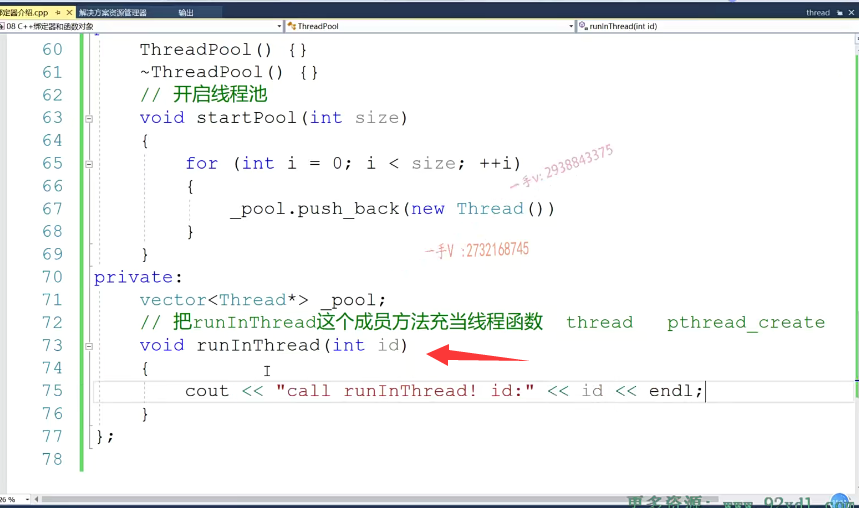 绑定器介绍.cpp 解决方案资源管理器 输出 thread
08 C++绑定器和函数对象 ThreadPool runInThread(int id)
60 ThreadPool() {}
61 ~ThreadPool() {}
62 // 开启线程池
63 void startPool(int size)
64 {
65 for (int i = 0; i < size; ++i)
66 {
67 _pool.push_back(new Thread())
68 }
69 }
70 private:
71 vector<Thread*> _pool;
72 // 把runInThread这个成员方法充当线程函数 thread pthread_create
73 void runInThread(int id)
74 {
75 cout << "call runInThread! id:" << id << endl;
76 }
77 };
78
一手v: 2938843375
一手V :2732168745
更多资源: